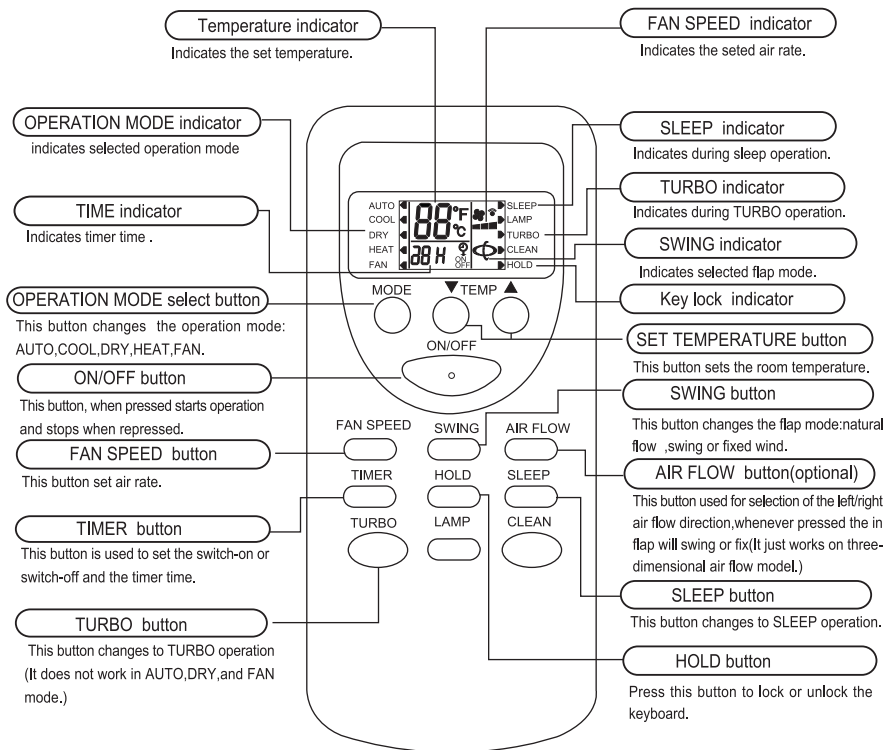 Temperature indicator
Indicates the set temperature.
FAN SPEED indicator
Indicates the seted air rate.
OPERATION MODE indicator
indicates selected operation mode
TIME indicator
Indicates timer time .
OPERATION MODE select button
This button changes the operation mode:
AUTO,COOL,DRY,HEAT,FAN.
ON/OFF button
This button, when pressed starts operation
and stops when repressed.
FAN SPEED button
This button set air rate.
TIMER button
This button is used to set the switch-on or
switch-off and the timer time.
TURBO button
This button changes to TURBO operation
(It does not work in AUTO,DRY,and FAN
mode.)
AUTO
COOL
DRY
HEAT
FAN
88 °F
°C
88 H
ON
OFF
SLEEP
LAMP
TURBO
CLEAN
HOLD
MODE ▼ TEMP ▲
ON/OFF
FAN SPEED SWING AIR FLOW
TIMER HOLD SLEEP
TURBO LAMP CLEAN
SLEEP indicator
Indicates during sleep operation.
TURBO indicator
Indicates during TURBO operation.
SWING indicator
Indicates selected flap mode.
Key lock indicator
SET TEMPERATURE button
This button sets the room temperature.
SWING button
This button changes the flap mode:natural
flow ,swing or fixed wind.
AIR FLOW button(optional)
This button used for selection of the left/right
air flow direction,whenever pressed the in
flap will swing or fix(It just works on three-
dimensional air flow model.)
SLEEP button
This button changes to SLEEP operation.
HOLD button
Press this button to lock or unlock the
keyboard.